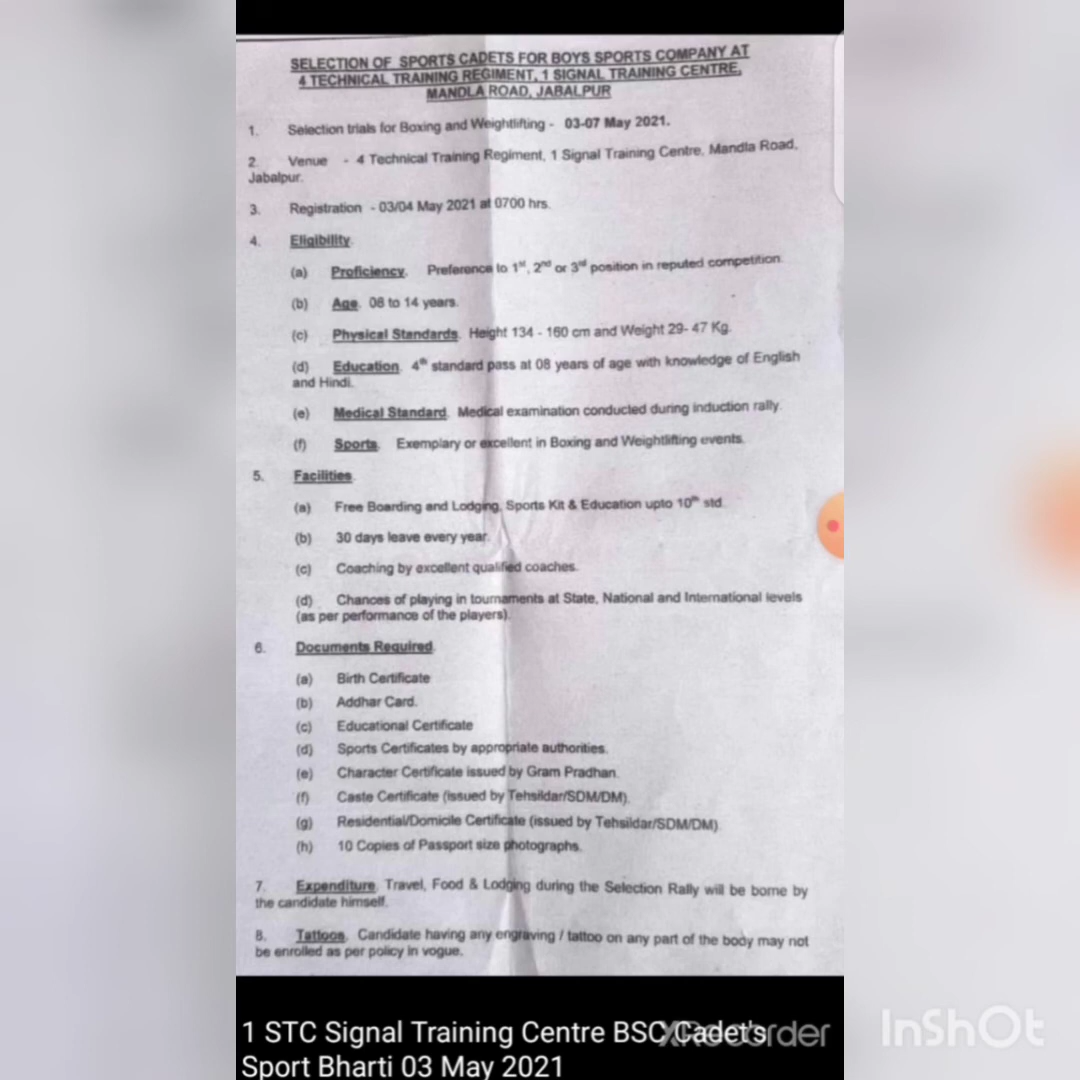 SELECTION OF SPORTS CADETS FOR BOYS SPORTS COMPANY AT
4 TECHNICAL TRAINING REGIMENT, 1 SIGNAL TRAINING CENTRE,
MANDLA ROAD, JABALPUR
1. Selection trials for Boxing and Weightlifting - 03-07 May 2021.
2. Venue - 4 Technical Training Regiment, 1 Signal Training Centre, Mandla Road,
Jabalpur.
3. Registration - 03/04 May 2021 at 0700 hrs.
4. Eligibility.
(a) Proficiency. Preference to 1st, 2nd or 3rd position in reputed competition.
(b) Age. 08 to 14 years.
(c) Physical Standards. Height 134 - 160 cm and Weight 29- 47 Kg.
(d) Education. 4th standard pass at 08 years of age with knowledge of English
and Hindi.
(e) Medical Standard. Medical examination conducted during induction rally.
(f) Sports. Exemplary or excellent in Boxing and Weightlifting events.
5. Facilities.
(a) Free Boarding and Lodging, Sports Kit & Education upto 10th std.
(b) 30 days leave every year.
(c) Coaching by excellent qualified coaches.
(d) Chances of playing in tournaments at State, National and International levels
(as per performance of the players).
6. Documents Required.
(a) Birth Certificate
(b) Addhar Card.
(c) Educational Certificate
(d) Sports Certificates by appropriate authorities.
(e) Character Certificate issued by Gram Pradhan.
(f) Caste Certificate (issued by Tehsildar/SDM/DM).
(g) Residential/Domicile Certificate (issued by Tehsildar/SDM/DM)
(h) 10 Copies of Passport size photographs.
7. Expenditure. Travel, Food & Lodging during the Selection Rally will be borne by
the candidate himself.
8. Tattoos. Candidate having any engraving / tattoo on any part of the body may not
be enrolled as per policy in vogue.
1 STC Signal Training Centre BSC Cadet's
Sport Bharti 03 May 2021
XRecorder
InShOt